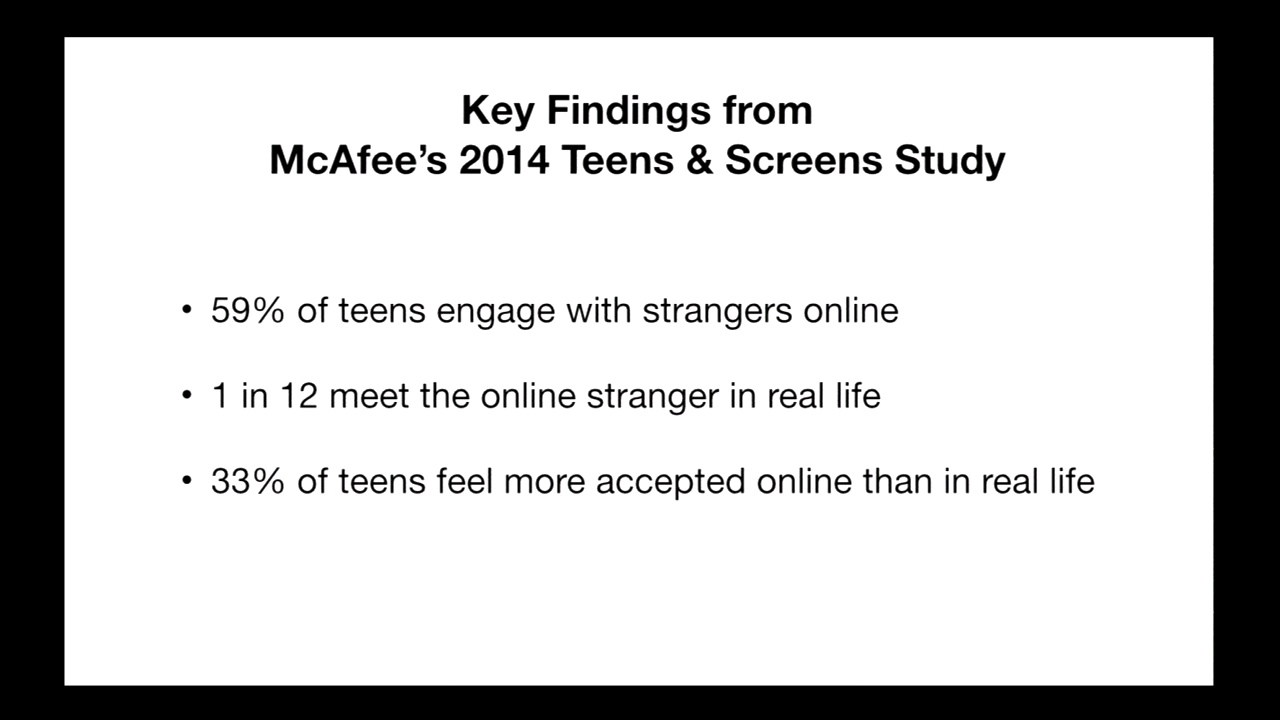 Key Findings from
McAfee’s 2014 Teens & Screens Study
• 59% of teens engage with strangers online
• 1 in 12 meet the online stranger in real life
• 33% of teens feel more accepted online than in real life